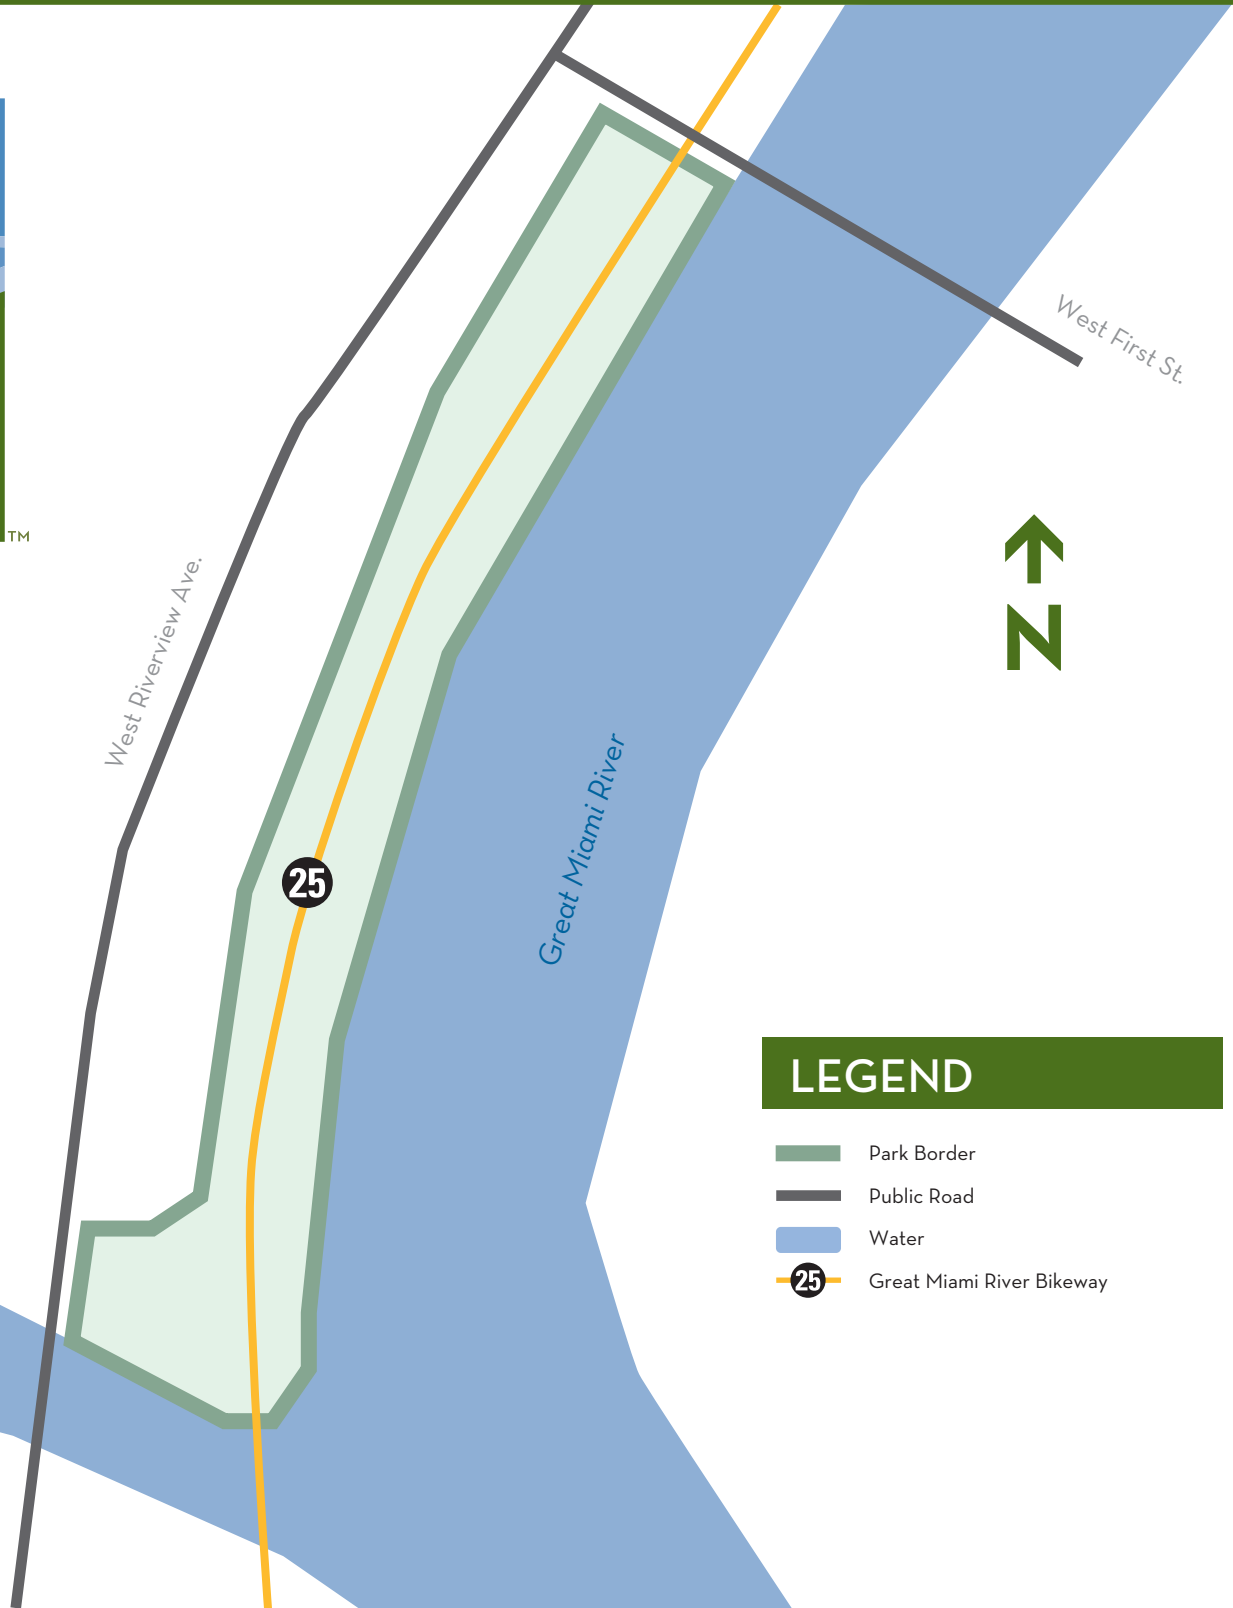 West First St.
TM
West Riverview Ave.
N
Great Miami River
25
LEGEND
Park Border
Public Road
Water
25 Great Miami River Bikeway